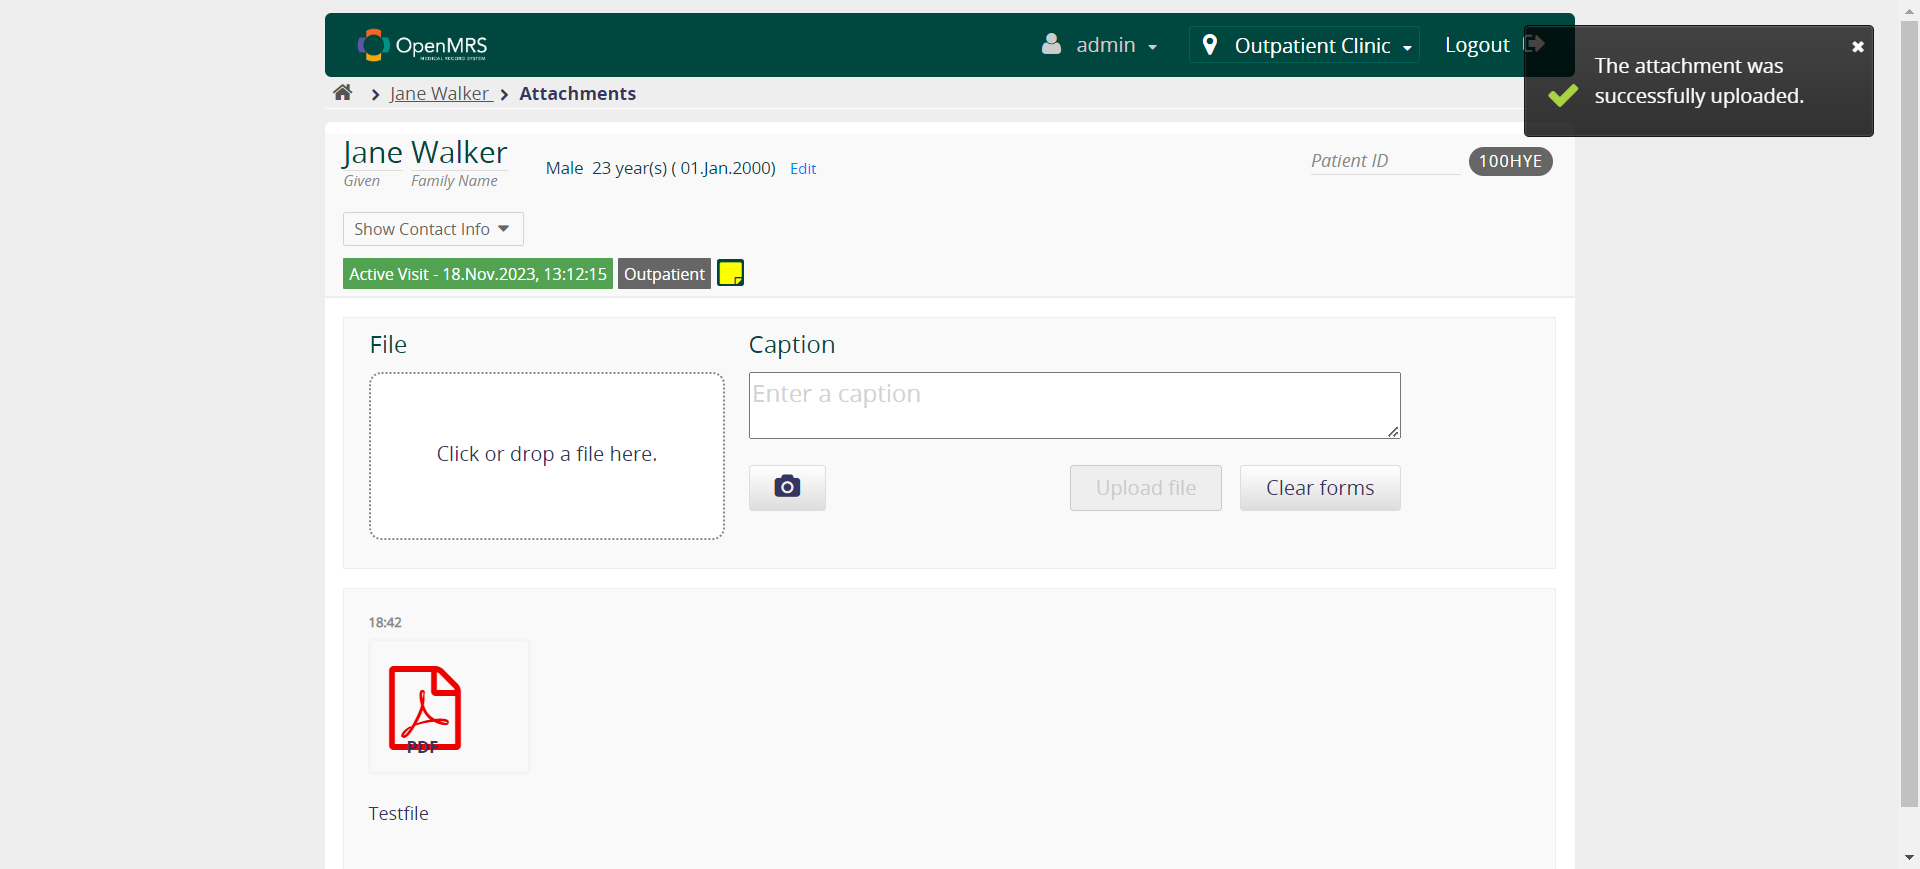 OpenMRS
MEDICAL RECORD SYSTEM
admin
Outpatient Clinic
Logout
The attachment was
successfully uploaded.
Jane Walker
Attachments
Jane Walker
Given
Family Name
Male 23 year(s) ( 01.Jan.2000)
Edit
Patient ID
100HYE
Show Contact Info
Active Visit - 18.Nov.2023, 13:12:15
Outpatient
File
Caption
Click or drop a file here.
Enter a caption
Upload file
Clear forms
18:42
PDF
Testfile